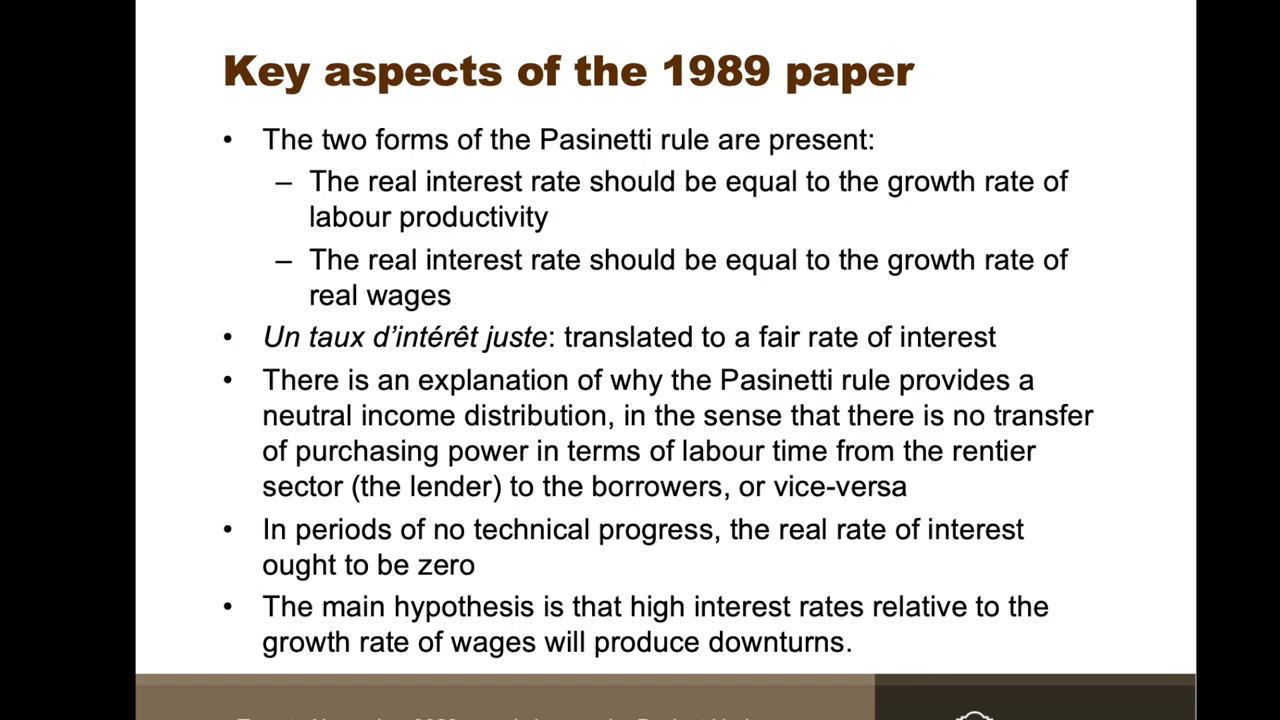 Key aspects of the 1989 paper
• The two forms of the Pasinetti rule are present:
– The real interest rate should be equal to the growth rate of
labour productivity
– The real interest rate should be equal to the growth rate of
real wages
• Un taux d’intérêt juste: translated to a fair rate of interest
• There is an explanation of why the Pasinetti rule provides a
neutral income distribution, in the sense that there is no transfer
of purchasing power in terms of labour time from the rentier
sector (the lender) to the borrowers, or vice-versa
• In periods of no technical progress, the real rate of interest
ought to be zero
• The main hypothesis is that high interest rates relative to the
growth rate of wages will produce downturns.